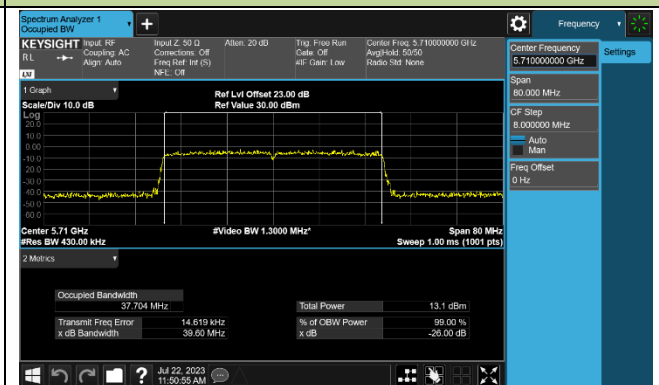 Spectrum Analyzer 1
Occupied BW
Frequency
KEYSIGHT
Input: RF
Coupling: AC
Align: Auto
Input Z: 50 Ω
Corrections: Off
Freq Ref: Int (S)
NFE: Off
Atten: 20 dB
Trig: Free Run
Gate: Off
#IF Gain: Low
Center Freq: 5.710000000 GHz
Avg|Hold: 50/50
Radio Std: None
RL
LXI
Center Frequency
5.710000000 GHz
Settings
Span
80.000 MHz
CF Step
8.000000 MHz
Auto
Man
Freq Offset
0 Hz
1 Graph
Scale/Div 10.0 dB
Ref Lvl Offset 23.00 dB
Ref Value 30.00 dBm
Log
20.0
10.0
0.00
-10.0
-20.0
-30.0
-40.0
-50.0
-60.0
Center 5.71 GHz
#Res BW 430.00 kHz
#Video BW 1.3000 MHz*
Span 80 MHz
Sweep 1.00 ms (1001 pts)
2 Metrics
Occupied Bandwidth
37.704 MHz
Total Power 13.1 dBm
Transmit Freq Error 14.619 kHz
% of OBW Power 99.00 %
x dB Bandwidth 39.60 MHz
x dB -26.00 dB
Jul 22, 2023
11:50:55 AM